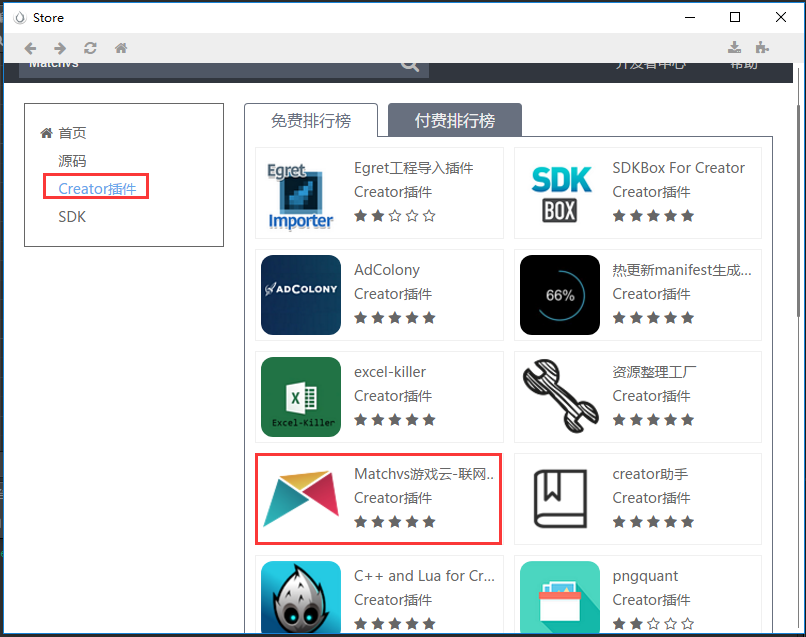 Store
Matchvs
开发者中心
帮助
首页
源码
Creator插件
SDK
免费排行榜
付费排行榜
Egret
Importer
Egret工程导入插件
Creator插件
SDK
BOX
SDKBox For Creator
Creator插件
ADCOLONY
AdColony
Creator插件
66%
热更新manifest生成...
Creator插件
X
Excel-Killer
excel-killer
Creator插件
资源整理工厂
Creator插件
Matchvs游戏云-联网..
Creator插件
creator助手
Creator插件
C++ and Lua for Cr...
Creator插件
pngquant
Creator插件